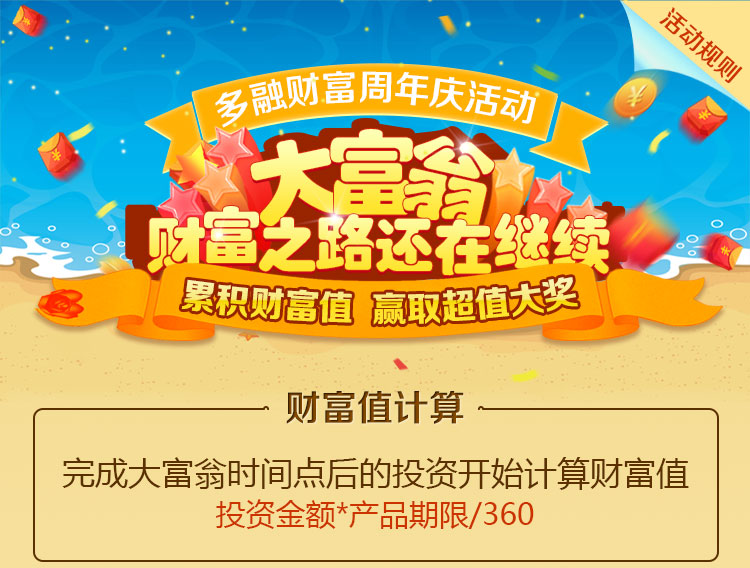 活动规则
多融财富周年庆活动
大富翁
财富之路还在继续
累积财富值 赢取超值大奖
财富值计算
完成大富翁时间点后的投资开始计算财富值
投资金额*产品期限/360